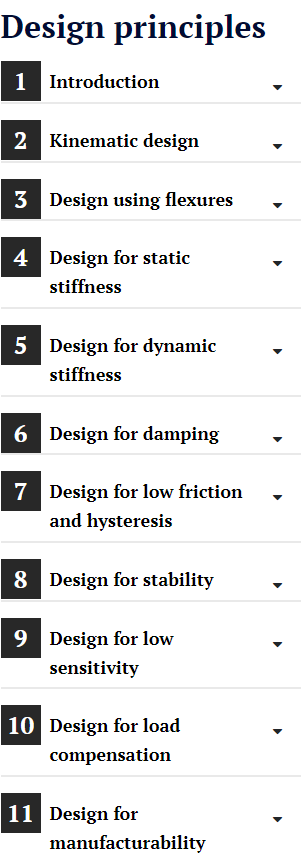 Design principles
1 Introduction
2 Kinematic design
3 Design using flexures
4 Design for static
stiffness
5 Design for dynamic
stiffness
6 Design for damping
7 Design for low friction
and hysteresis
8 Design for stability
9 Design for low
sensitivity
10 Design for load
compensation
11 Design for
manufacturability